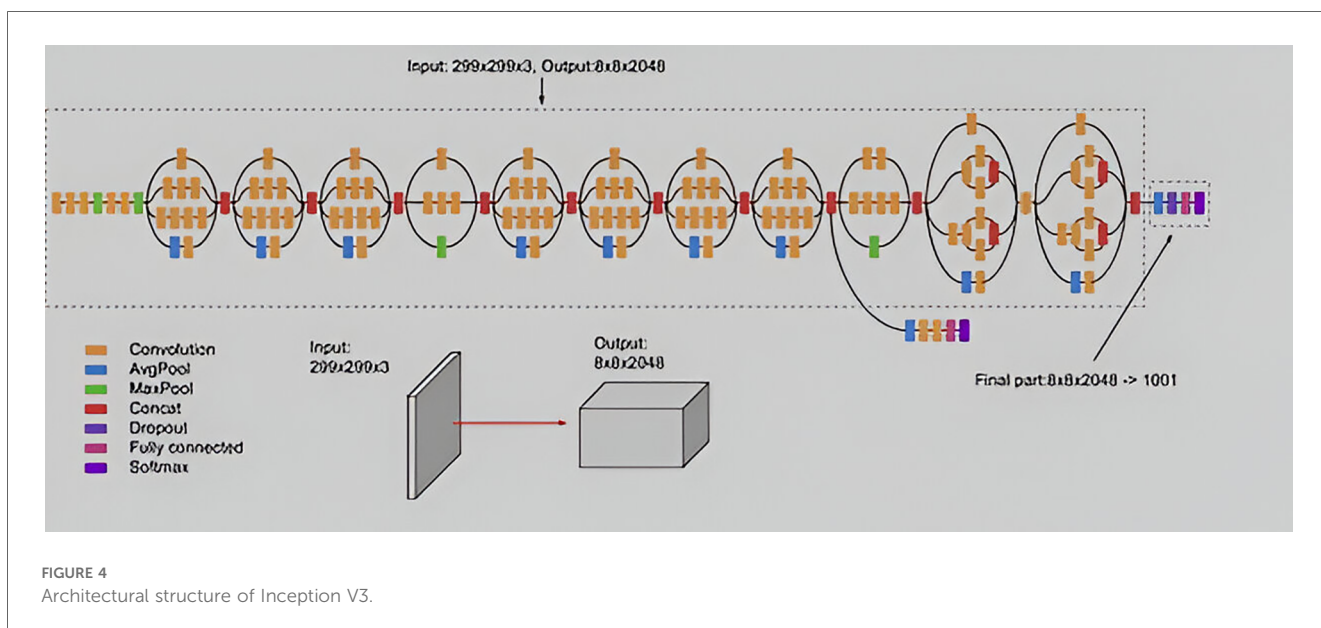 Input: 299x299x3, Output:8x8x2048
Convolution
AvgPool
MaxPool
Concat
Dropout
Fully connected
Softmax
Input:
299x299x3
Output:
8x8x2048
Final part:8x8x2048 -> 1001
FIGURE 4
Architectural structure of Inception V3.